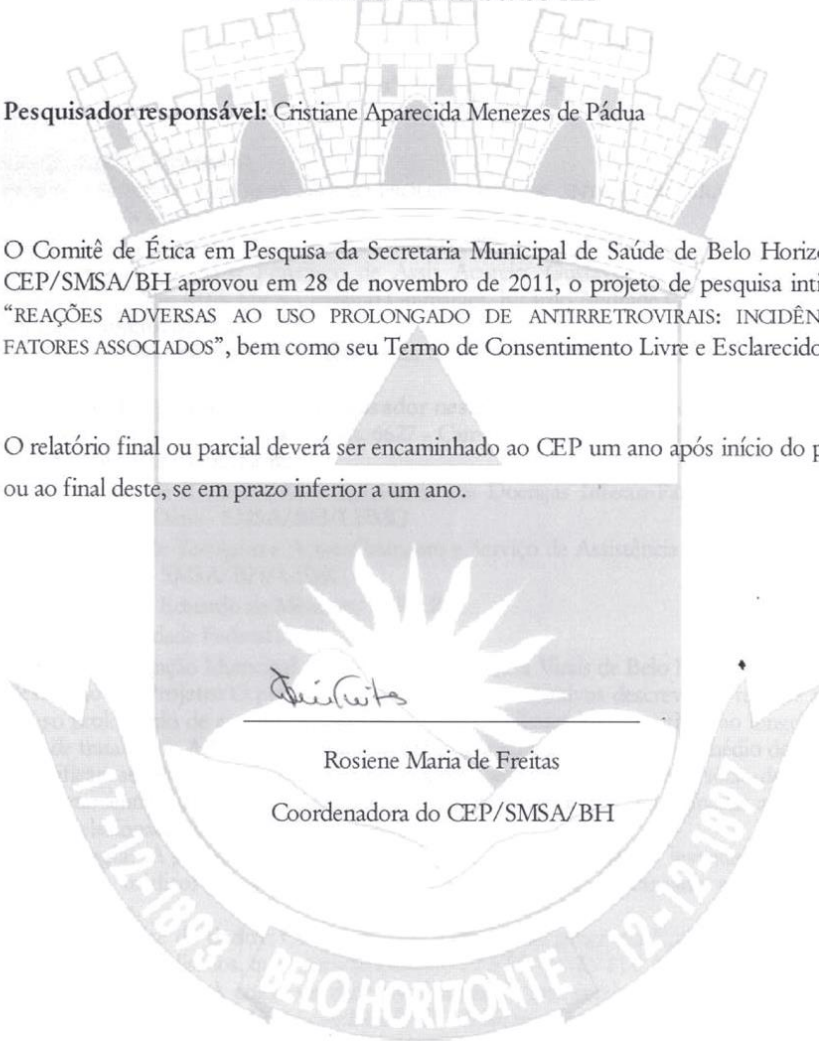 Pesquisador responsável: Cristiane Aparecida Menezes de Pádua
O Comitê de Ética em Pesquisa da Secretaria Municipal de Saúde de Belo Horizo
CEP/SMSA/BH aprovou em 28 de novembro de 2011, o projeto de pesquisa inti
“REAÇÕES ADVERSAS AO USO PROLONGADO DE ANTIRRETROVIRAIS: INCIDÊN
FATORES ASSOCIADOS”, bem como seu Termo de Consentimento Livre e Esclarecido
O relatório final ou parcial deverá ser encaminhado ao CEP um ano após início do p
ou ao final deste, se em prazo inferior a um ano.
Rosiene Maria de Freitas
Coordenadora do CEP/SMSA/BH
17-12-1893 BELO HORIZONTE 12-12-1897